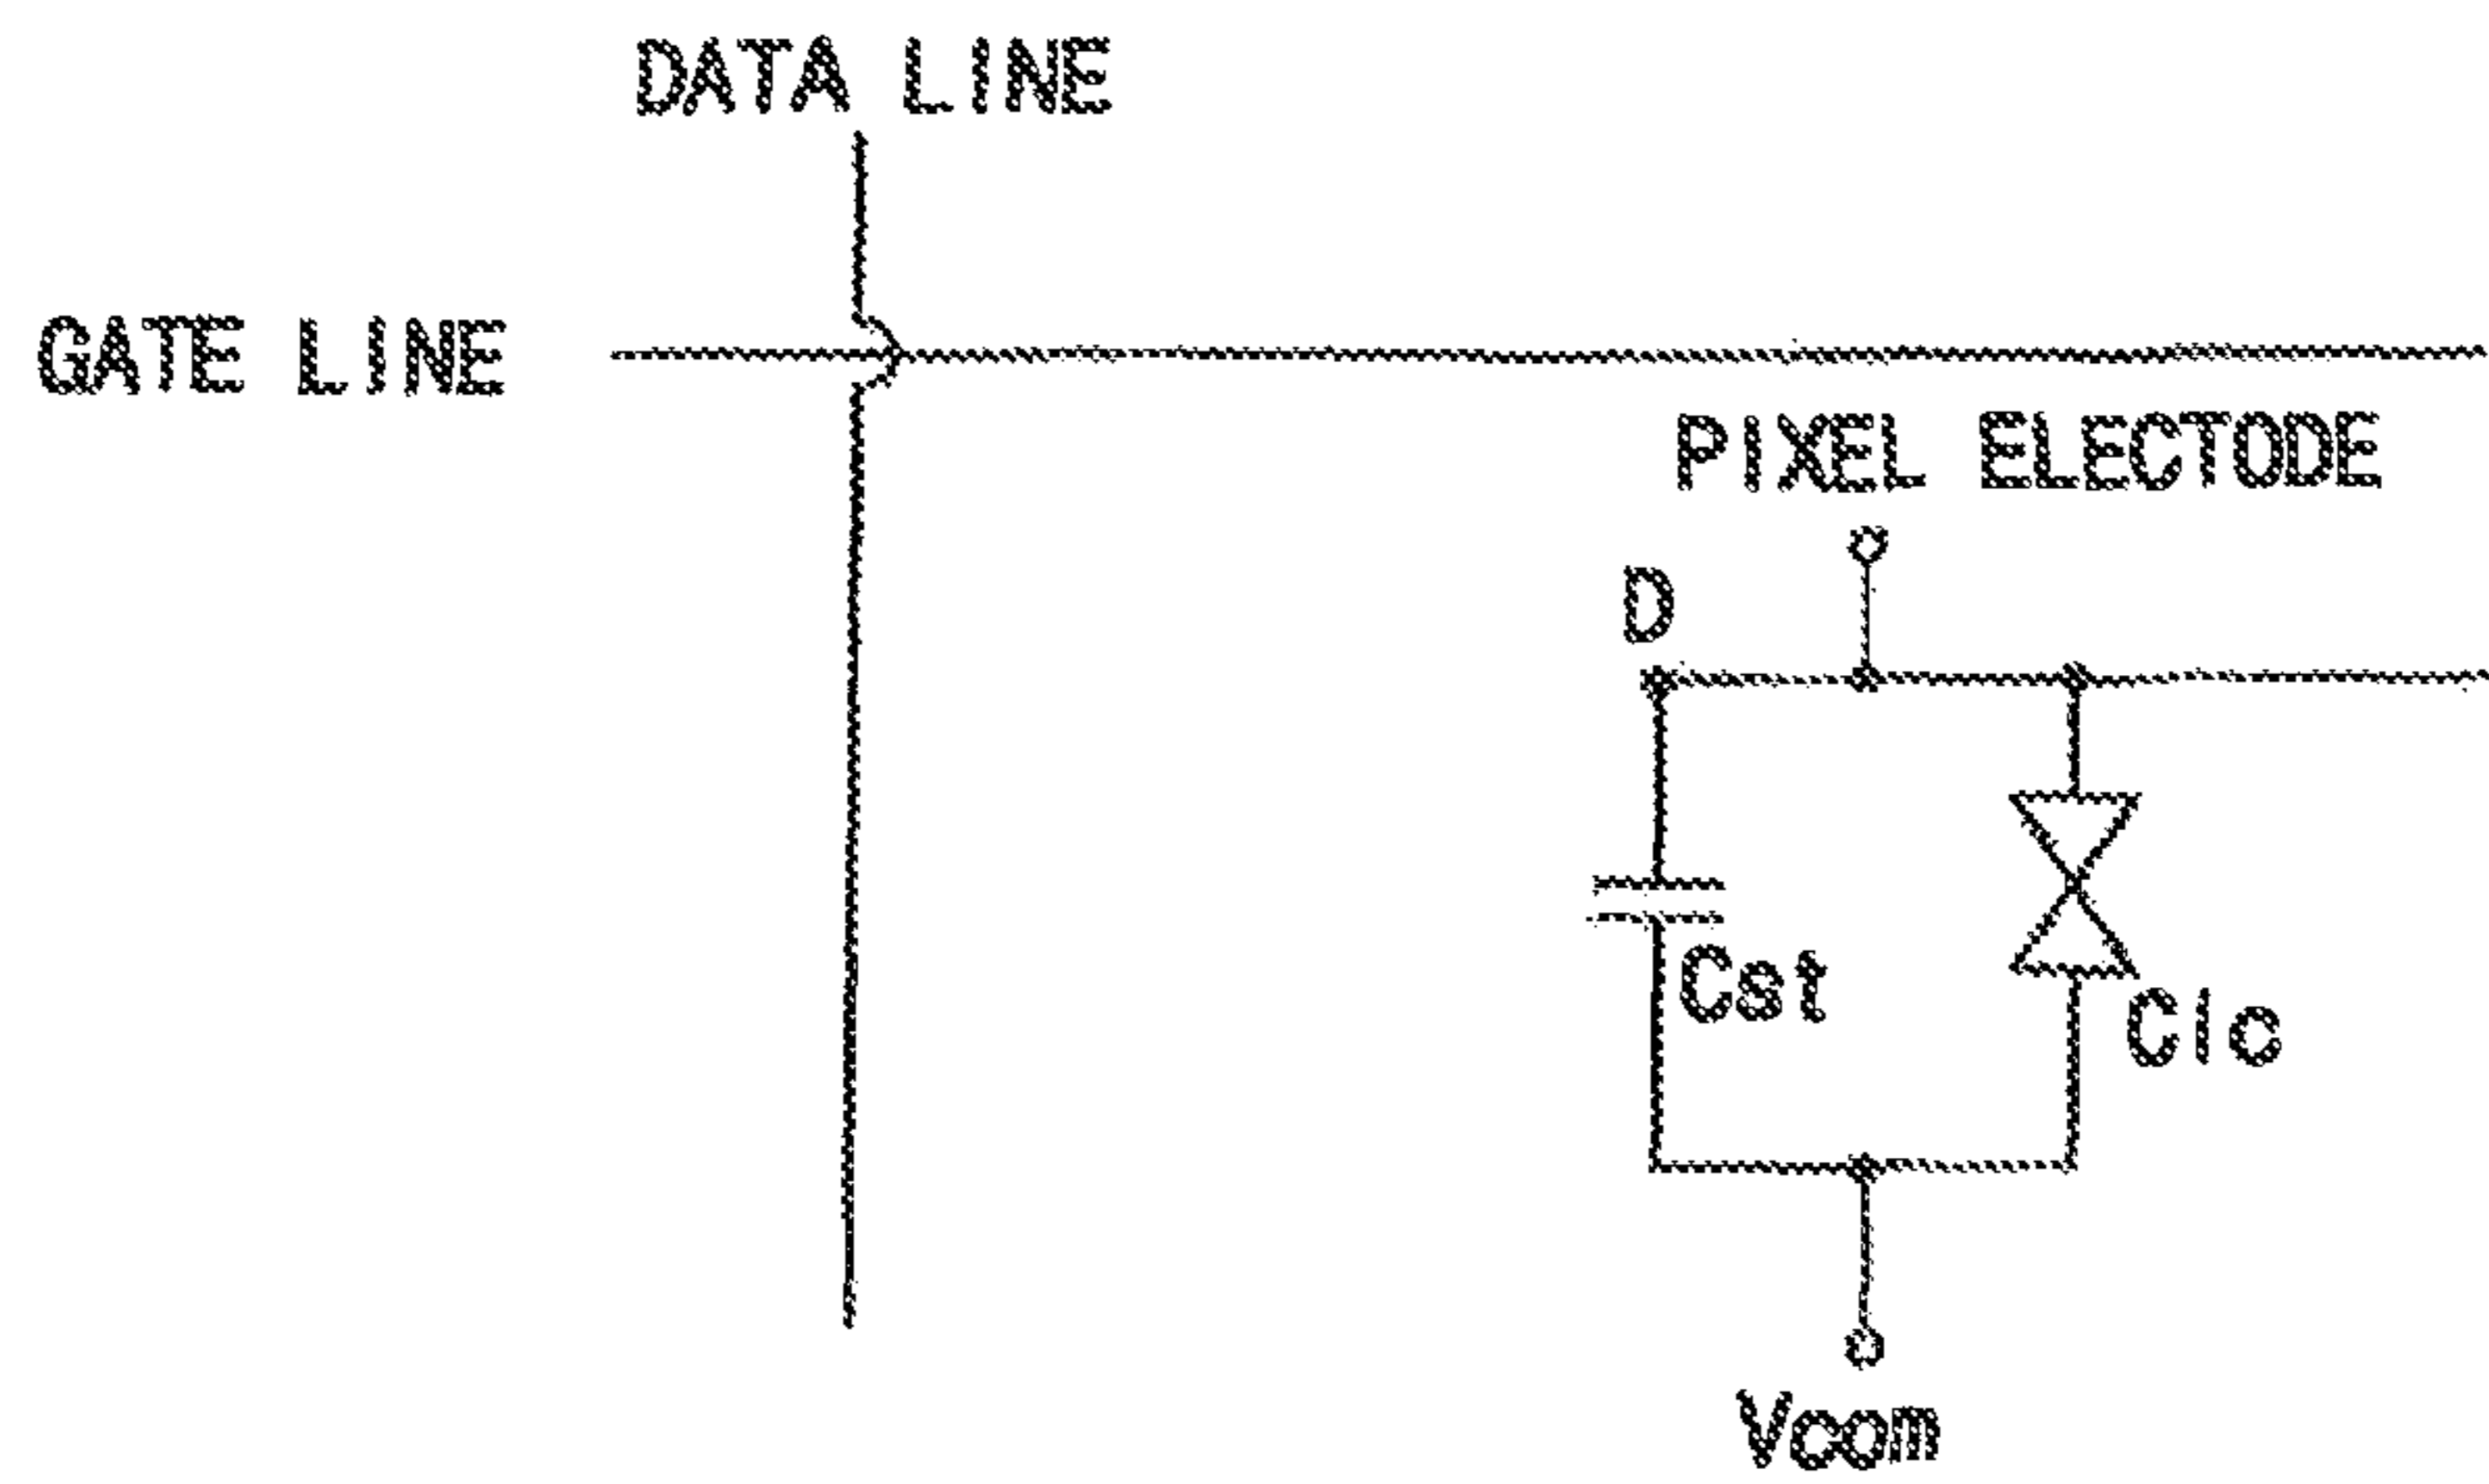 DATA LINE
GATE LINE
PIXEL ELECTODE
D
Cst
Clc
Vcom